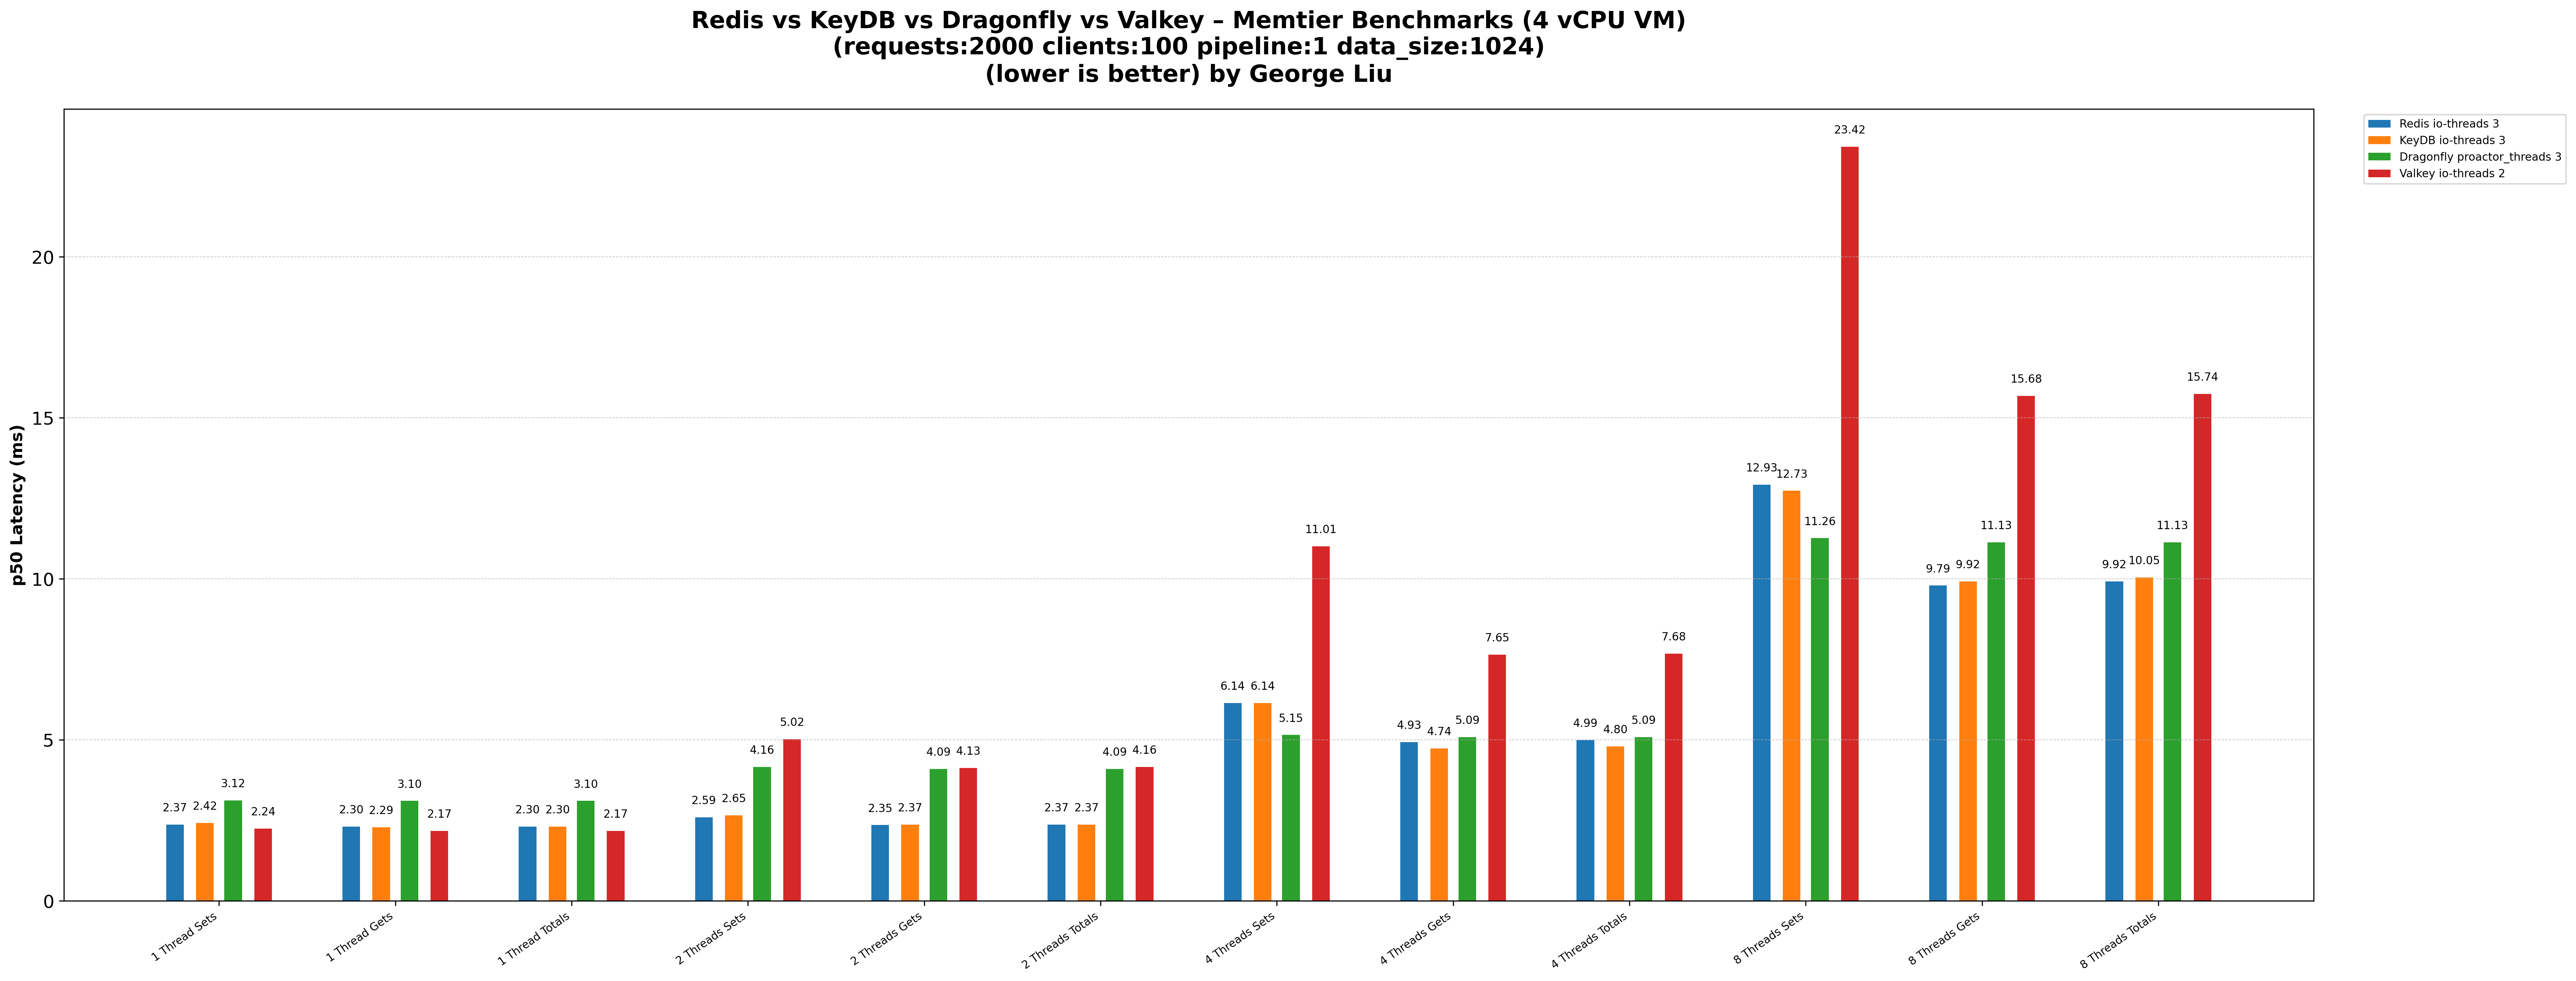 Redis vs KeyDB vs Dragonfly vs Valkey – Memtier Benchmarks (4 vCPU VM)
(requests:2000 clients:100 pipeline:1 data_size:1024)
(lower is better) by George Liu
Redis io-threads 3
KeyDB io-threads 3
Dragonfly proactor_threads 3
Valkey io-threads 2
p50 Latency (ms)
20
15
10
5
0
2.37 2.42 3.12 2.24
2.30 2.29 3.10 2.17
2.30 2.30 3.10 2.17
2.59 2.65 4.16 5.02
2.35 2.37 4.09 4.13
2.37 2.37 4.09 4.16
6.14 6.14 5.15 11.01
4.93 4.74 5.09 7.65
4.99 4.80 5.09 7.68
12.93 12.73 11.26 23.42
9.79 9.92 11.13 15.68
9.92 10.05 11.13 15.74
1 Thread Sets
1 Thread Gets
1 Thread Totals
2 Threads Sets
2 Threads Gets
2 Threads Totals
4 Threads Sets
4 Threads Gets
4 Threads Totals
8 Threads Sets
8 Threads Gets
8 Threads Totals